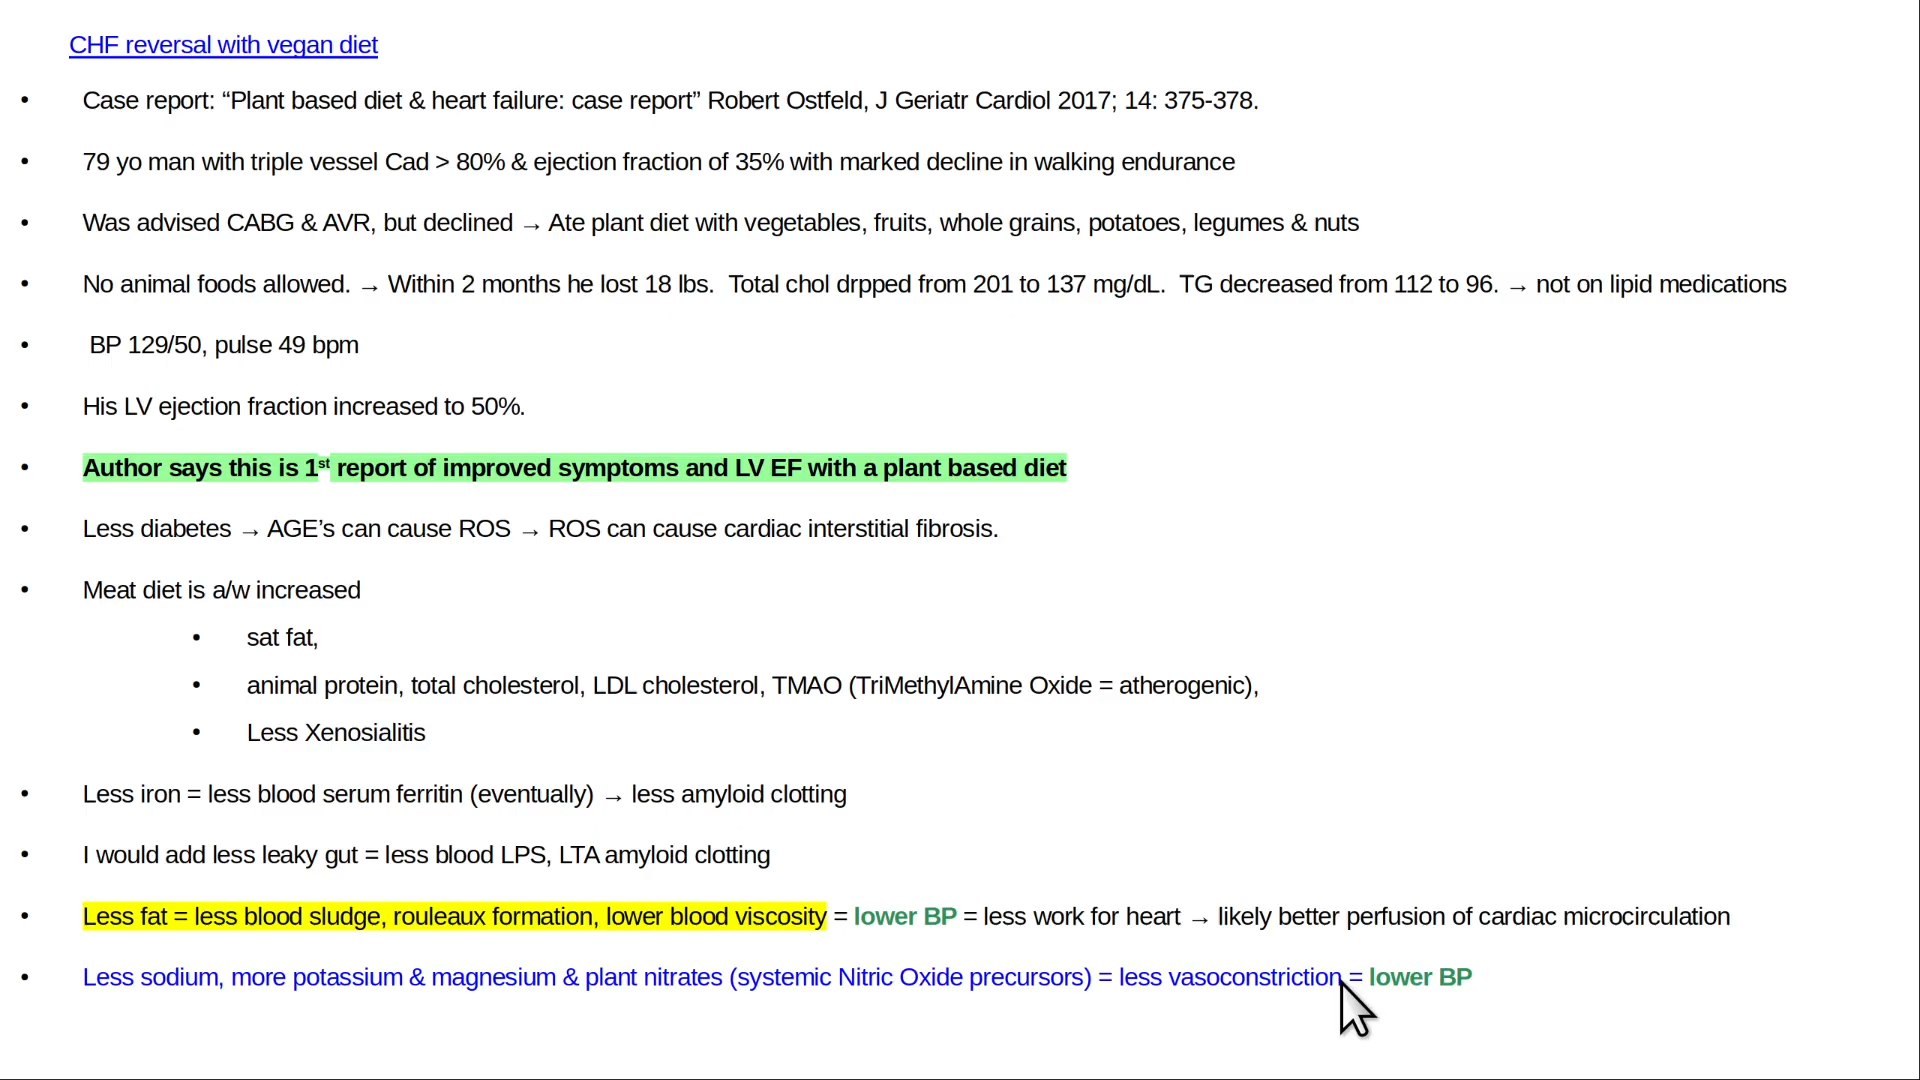 CHF reversal with vegan diet
• Case report: “Plant based diet & heart failure: case report” Robert Ostfeld, J Geriatr Cardiol 2017; 14: 375-378.
• 79 yo man with triple vessel Cad > 80% & ejection fraction of 35% with marked decline in walking endurance
• Was advised CABG & AVR, but declined → Ate plant diet with vegetables, fruits, whole grains, potatoes, legumes & nuts
• No animal foods allowed. → Within 2 months he lost 18 lbs. Total chol drpped from 201 to 137 mg/dL. TG decreased from 112 to 96. → not on lipid medications
• BP 129/50, pulse 49 bpm
• His LV ejection fraction increased to 50%.
• Author says this is 1st report of improved symptoms and LV EF with a plant based diet
• Less diabetes → AGE’s can cause ROS → ROS can cause cardiac interstitial fibrosis.
• Meat diet is a/w increased
• sat fat,
• animal protein, total cholesterol, LDL cholesterol, TMAO (TriMethylAmine Oxide = atherogenic),
• Less Xenosialitis
• Less iron = less blood serum ferritin (eventually) → less amyloid clotting
• I would add less leaky gut = less blood LPS, LTA amyloid clotting
• Less fat = less blood sludge, rouleaux formation, lower blood viscosity = lower BP = less work for heart → likely better perfusion of cardiac microcirculation
• Less sodium, more potassium & magnesium & plant nitrates (systemic Nitric Oxide precursors) = less vasoconstriction = lower BP